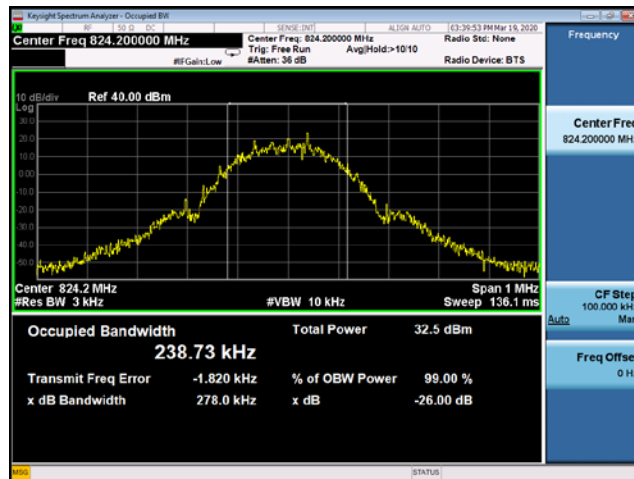 Keysight Spectrum Analyzer - Occupied BW
RF 50 Ω DC SENSE:INT ALIGN AUTO 03:39:53 PM Mar 19, 2020
Center Freq 824.200000 MHz
Center Freq: 824.200000 MHz
Radio Std: None
Trig: Free Run Avg|Hold:>10/10
#IFGain:Low #Atten: 36 dB Radio Device: BTS
10 dB/div Ref 40.00 dBm
Log
30.0
20.0
10.0
0.00
-10.0
-20.0
-30.0
-40.0
-50.0
Center 824.2 MHz Span 1 MHz
#Res BW 3 kHz #VBW 10 kHz Sweep 136.1 ms
Occupied Bandwidth Total Power 32.5 dBm
238.73 kHz
Transmit Freq Error -1.820 kHz % of OBW Power 99.00 %
x dB Bandwidth 278.0 kHz x dB -26.00 dB
MSG STATUS
Frequency
Center Freq
824.200000 MHz
CF Step
100.000 kHz
Auto Man
Freq Offse
0 H